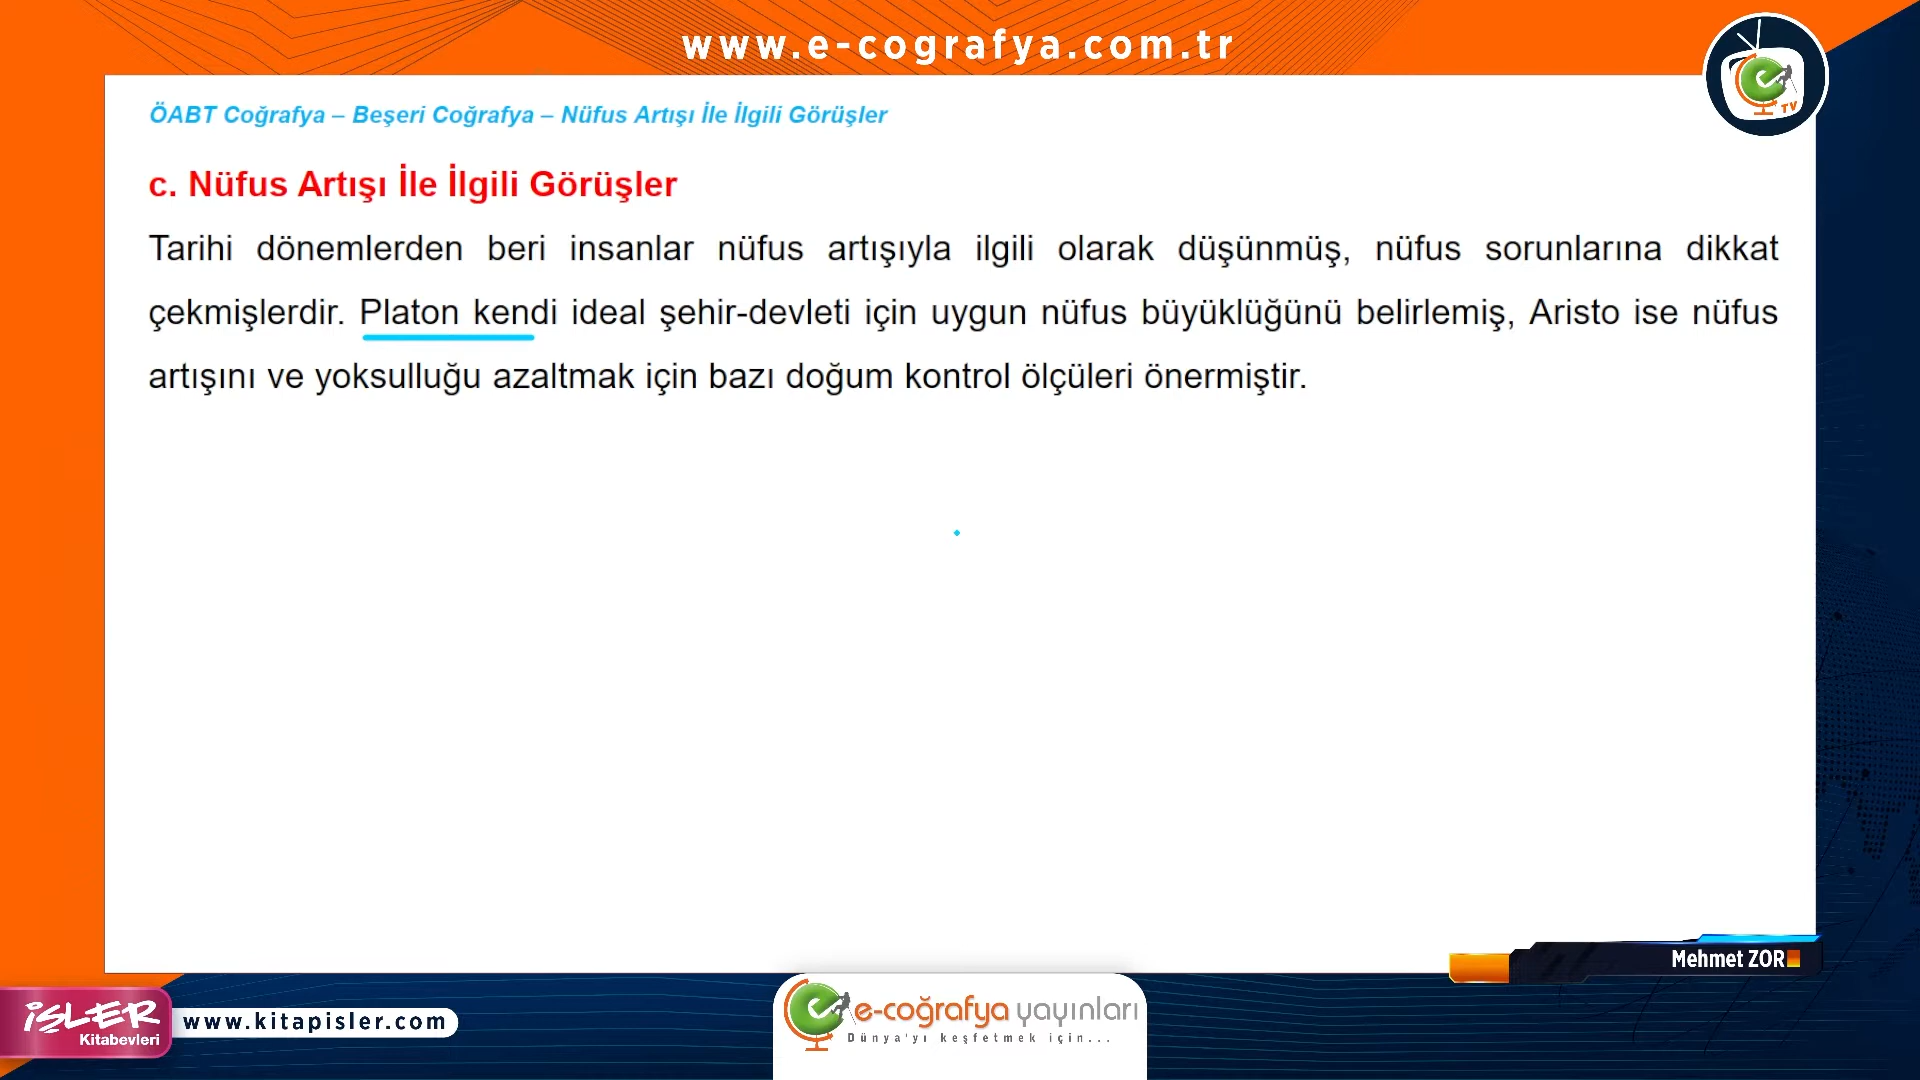 www.e-cografya.com.tr
TV
ÖABT Coğrafya – Beşeri Coğrafya – Nüfus Artışı İle İlgili Görüşler
c. Nüfus Artışı İle İlgili Görüşler
Tarihi dönemlerden beri insanlar nüfus artışıyla ilgili olarak düşünmüş, nüfus sorunlarına dikkat
çekmişlerdir. Platon kendi ideal şehir-devleti için uygun nüfus büyüklüğünü belirlemiş, Aristo ise nüfus
artışını ve yoksulluğu azaltmak için bazı doğum kontrol ölçüleri önermiştir.
Mehmet ZOR
İŞLER
Kitabevleri
www.kitapisler.com
e-coğrafya yayınları
Dünya'yı keşfetmek için...